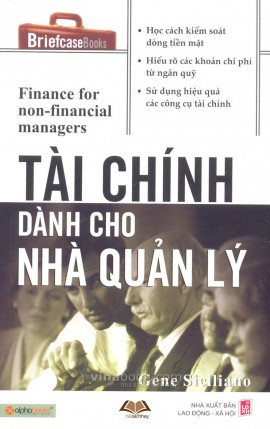 BriefcaseBooks
• Học cách kiểm soát
dòng tiền mặt
• Hiểu rõ các khoản chi phí
từ ngân quỹ
• Sử dụng hiệu quả
các công cụ tài chính
Finance for
non-financial
managers
TÀI CHÍNH
DÀNH CHO
NHÀ QUẢN LÝ
Gene Siciliano
alphabooks
NHÀ XUẤT BẢN
LAO ĐỘNG - XÃ HỘI